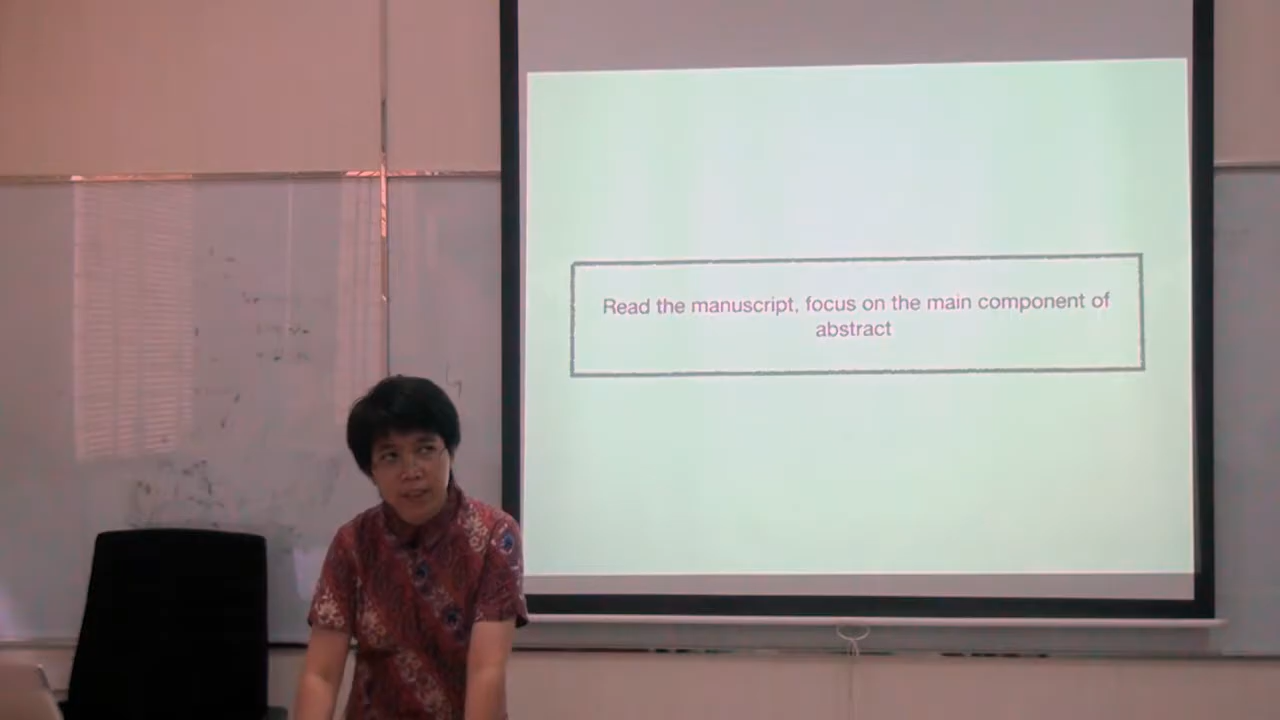 Read the manuscript, focus on the main component of
abstract